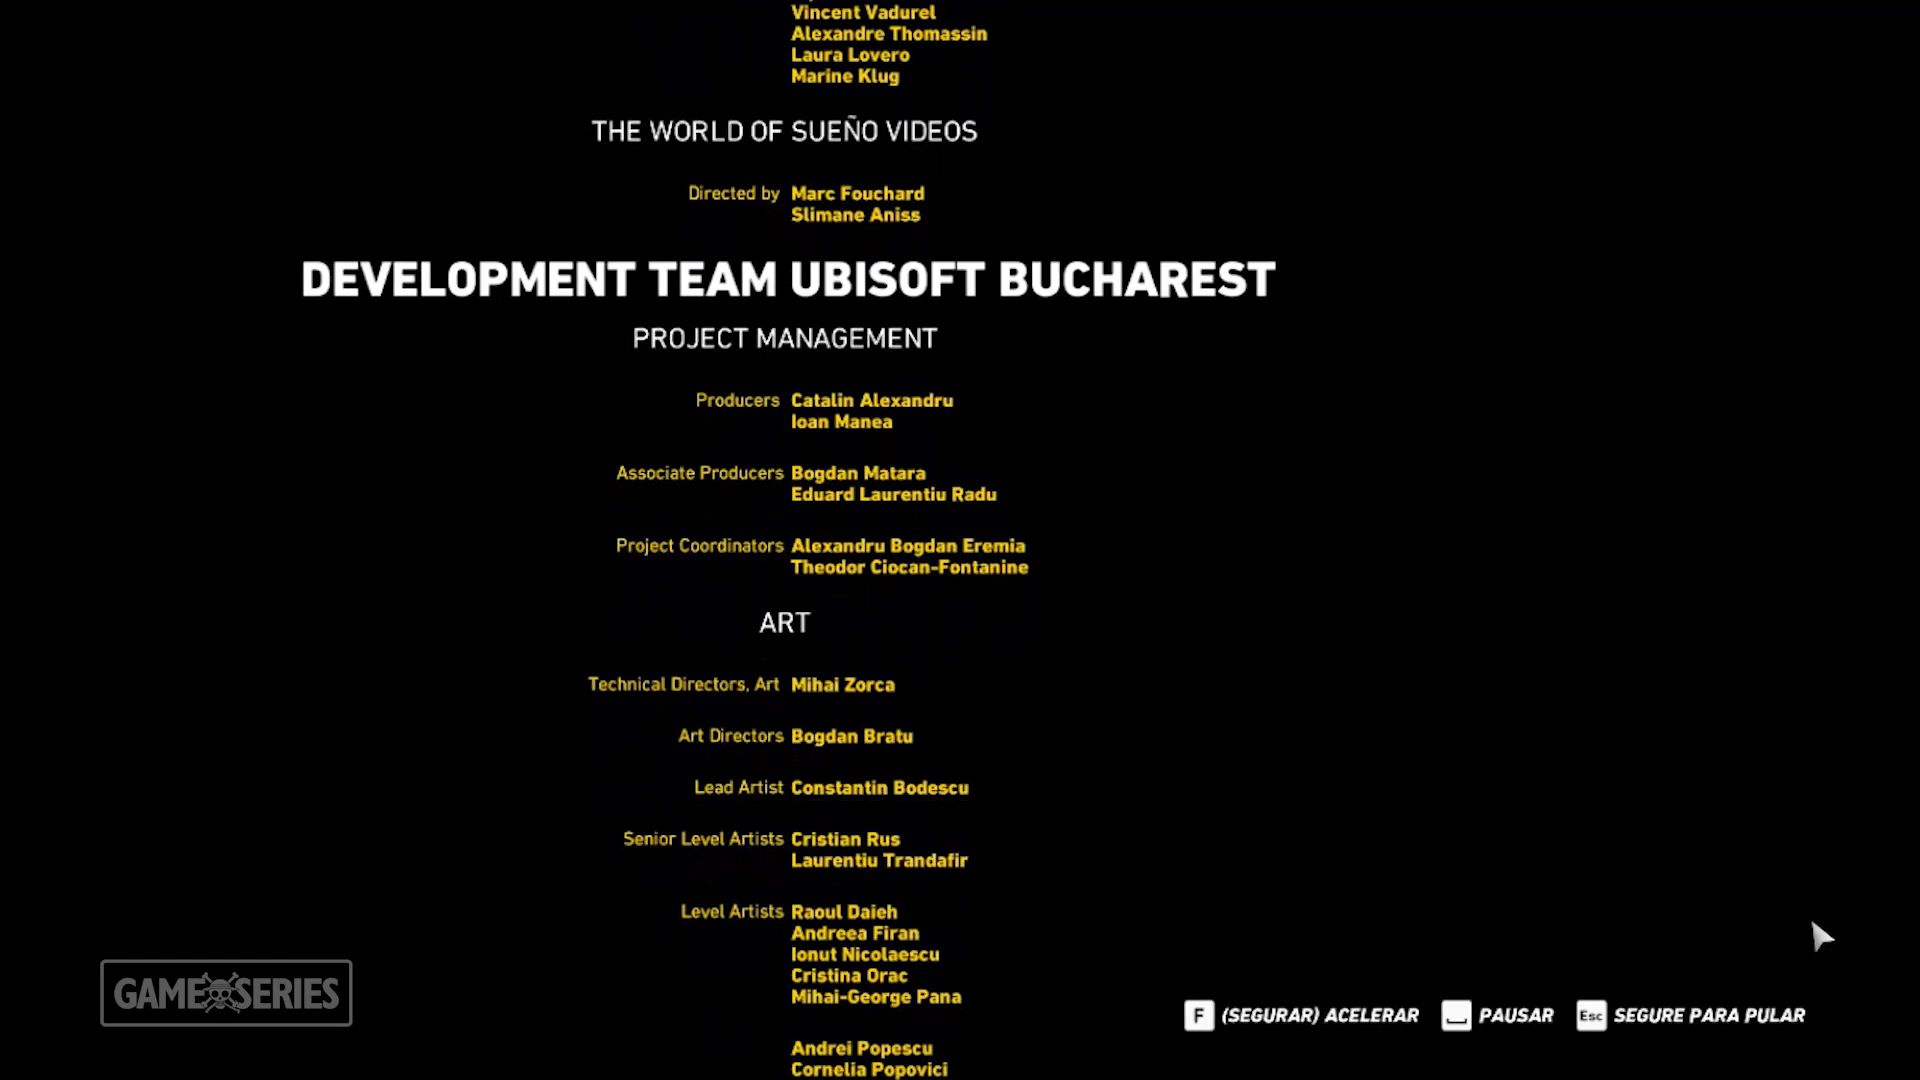 Vincent Vadurel
Alexandre Thomassin
Laura Lovero
Marine Klug
THE WORLD OF SUEÑO VIDEOS
Directed by Marc Fouchard
Slimane Aniss
DEVELOPMENT TEAM UBISOFT BUCHAREST
PROJECT MANAGEMENT
Producers Catalin Alexandru
Ioan Manea
Associate Producers Bogdan Matara
Eduard Laurentiu Radu
Project Coordinators Alexandru Bogdan Eremia
Theodor Ciocan-Fontanine
ART
Technical Directors, Art Mihai Zorca
Art Directors Bogdan Bratu
Lead Artist Constantin Bodescu
Senior Level Artists Cristian Rus
Laurentiu Trandafir
Level Artists Raoul Daieh
Andreea Firan
Ionut Nicolaescu
Cristina Orac
Mihai-George Pana
Andrei Popescu
Cornelia Popovici
GAME SERIES
F (SEGURAR) ACELERAR PAUSAR Esc SEGURE PARA PULAR